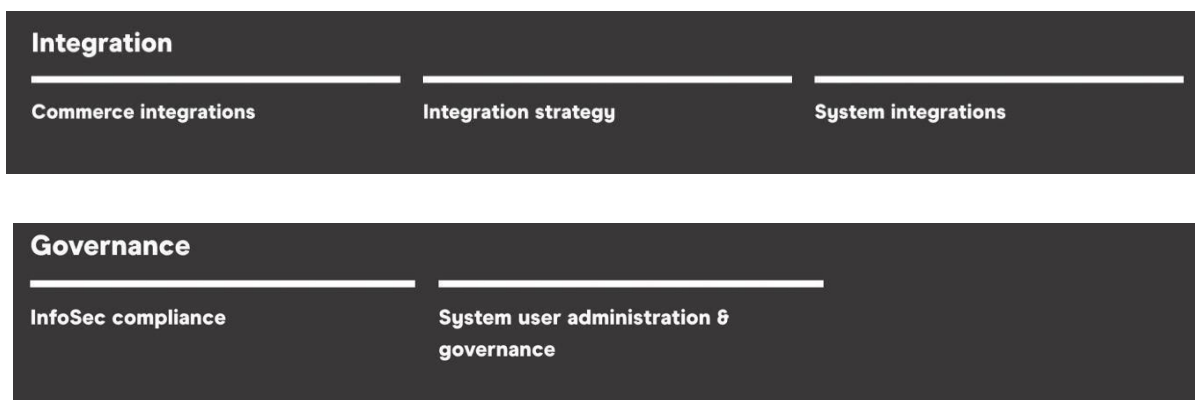 Integration
Commerce integrations
Integration strategy
System integrations
Governance
InfoSec compliance
System user administration &
governance